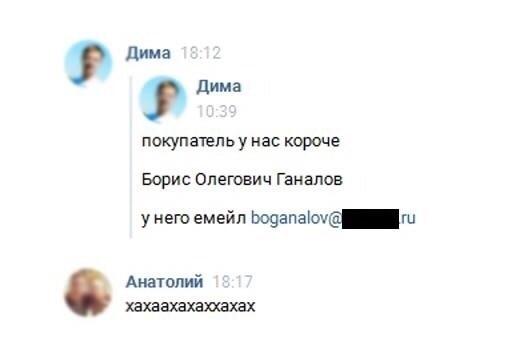 Дима 18:12
Дима
10:39
покупатель у нас короче
Борис Олегович Ганалов
у него емейл boganalov@.ru
Анатолий 18:17
хахаахахаххахах